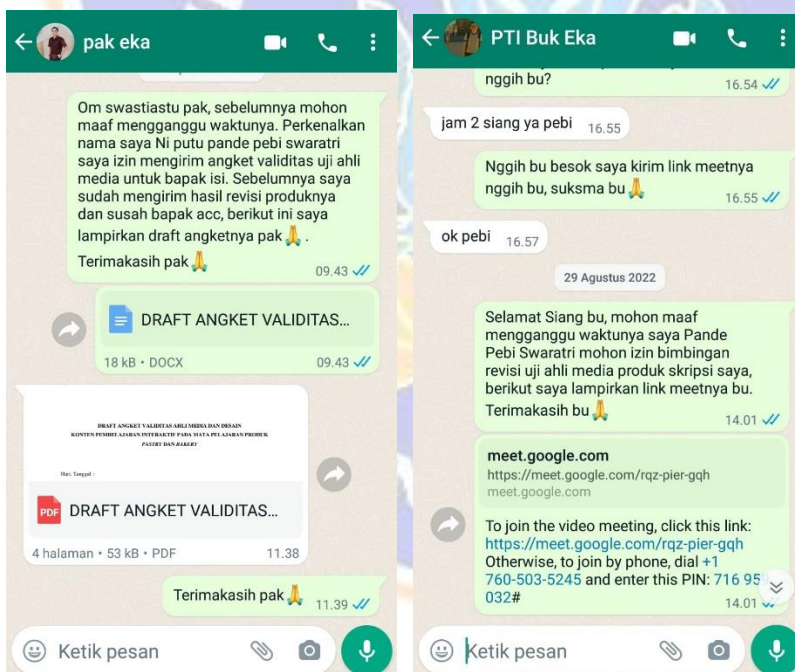 pak eka
Om swastiastu pak, sebelumnya mohon
maaf mengganggu waktunya. Perkenalkan
nama saya Ni putu pande pebi swaratri
saya izin mengirim angket validitas uji ahli
media untuk bapak isi. Sebelumnya saya
sudah mengirim hasil revisi produknya
dan susah bapak acc, berikut ini saya
lampirkan draft angketnya pak🙏 .
Terimakasih pak🙏
09.43
DRAFT ANGKET VALIDITAS...
18 kB • DOCX
09.43
DRAFT ANGKET VALIDITAS AHLI MEDIA DAN DESAIN
KONTEN PEMBELAJARAN INTERAKTIF PADA MATA PELAJARAN PRODUK
PASTRY DAN BAKERY
Hari, Tanggal :
PDF
DRAFT ANGKET VALIDITAS...
4 halaman • 53 kB • PDF
11.38
Terimakasih pak🙏
11.39
Ketik pesan
PTI Buk Eka
nggih bu?
16.54
jam 2 siang ya pebi
16.55
Nggih bu besok saya kirim link meetnya
nggih bu, suksma bu🙏
16.55
ok pebi
16.57
29 Agustus 2022
Selamat Siang bu, mohon maaf
mengganggu waktunya saya Pande
Pebi Swaratri mohon izin bimbingan
revisi uji ahli media produk skripsi saya,
berikut saya lampirkan link meetnya bu.
Terimakasih bu🙏
14.01
meet.google.com
https://meet.google.com/rqz-pier-gqh
meet.google.com
To join the video meeting, click this link:
https://meet.google.com/rqz-pier-gqh
Otherwise, to join by phone, dial +1
760-503-5245 and enter this PIN: 716 959
032#
14.01
Ketik pesan